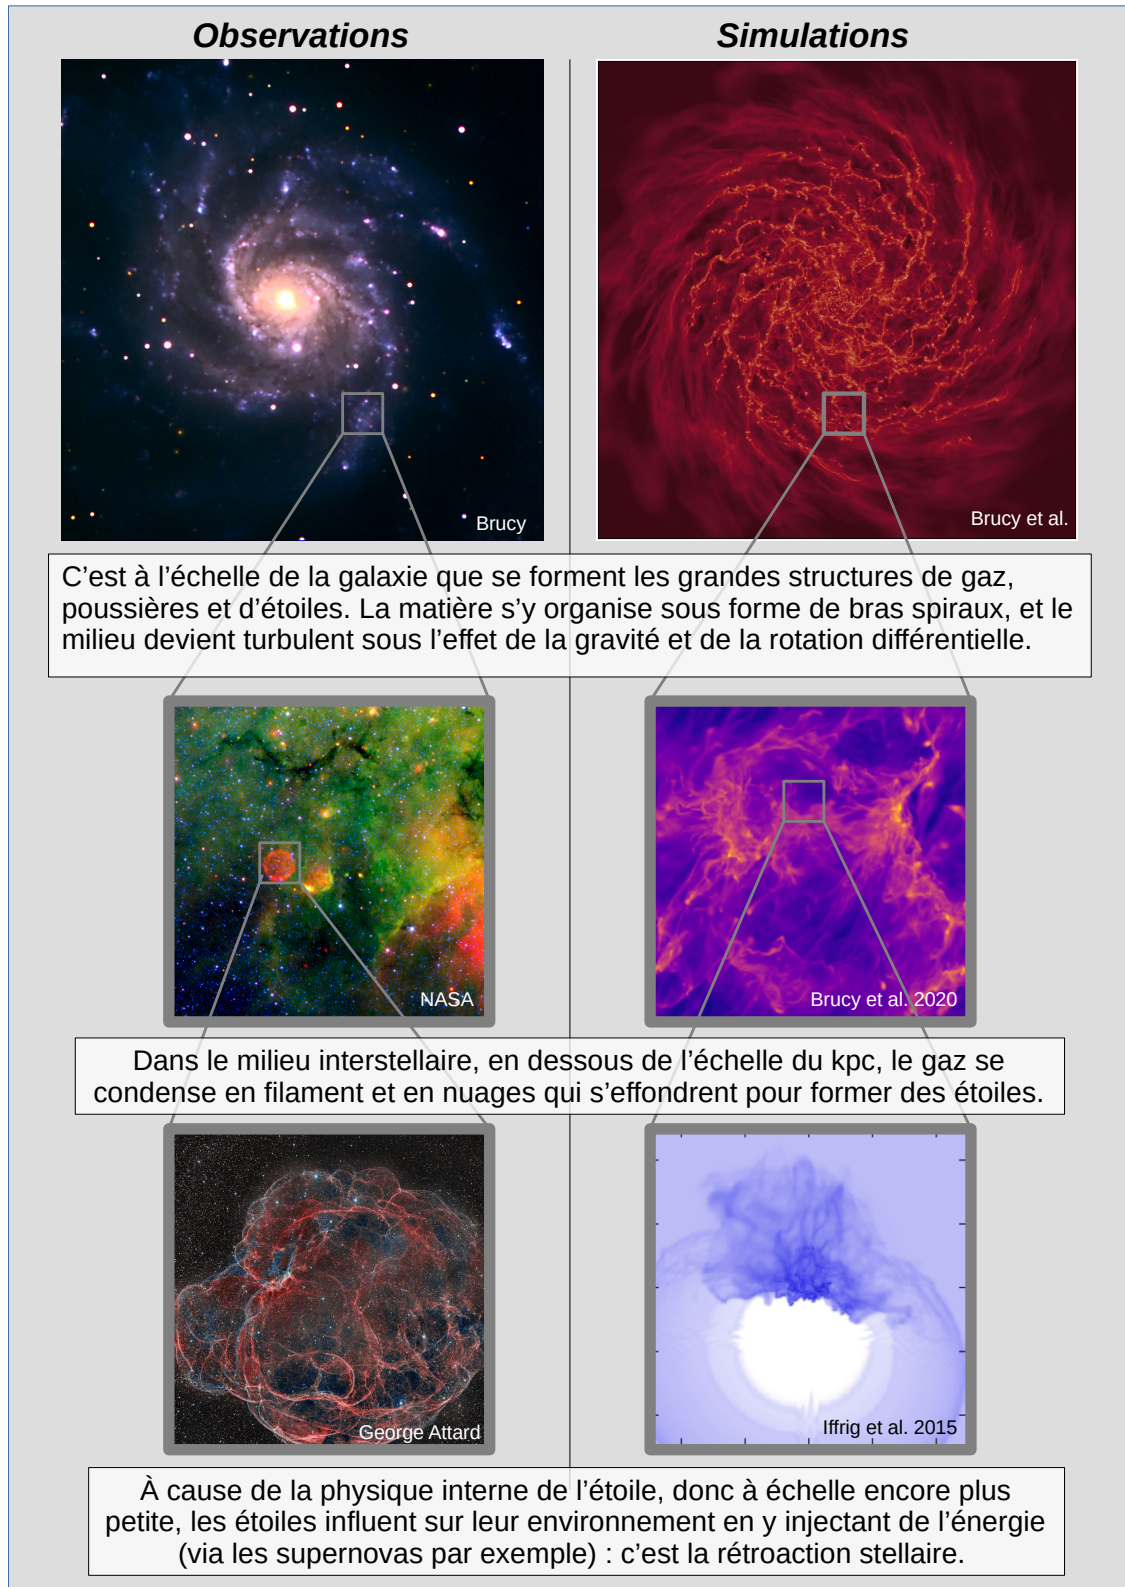 Observations
Simulations
Brucy
Brucy et al.
C’est à l’échelle de la galaxie que se forment les grandes structures de gaz,
poussières et d’étoiles. La matière s’y organise sous forme de bras spiraux, et le
milieu devient turbulent sous l’effet de la gravité et de la rotation différentielle.
NASA
Brucy et al. 2020
Dans le milieu interstellaire, en dessous de l’échelle du kpc, le gaz se
condense en filament et en nuages qui s’effondrent pour former des étoiles.
George Attard
Iffrig et al. 2015
À cause de la physique interne de l’étoile, donc à échelle encore plus
petite, les étoiles influent sur leur environnement en y injectant de l’énergie
(via les supernovas par exemple) : c’est la rétroaction stellaire.